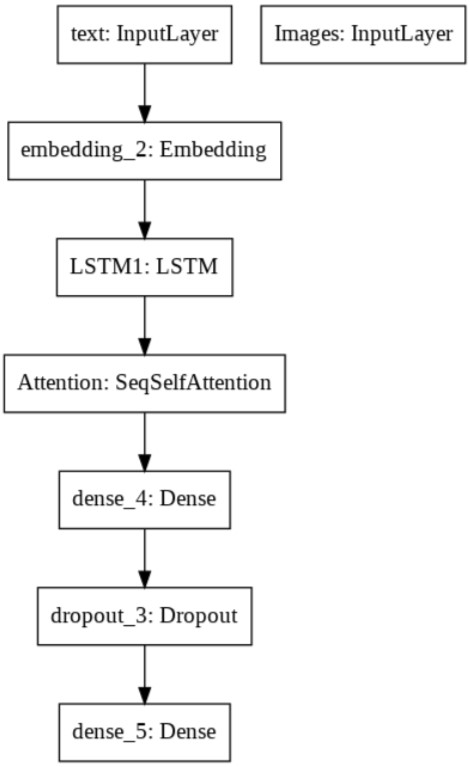 text: InputLayer
Images: InputLayer
embedding_2: Embedding
LSTM1: LSTM
Attention: SeqSelfAttention
dense_4: Dense
dropout_3: Dropout
dense_5: Dense